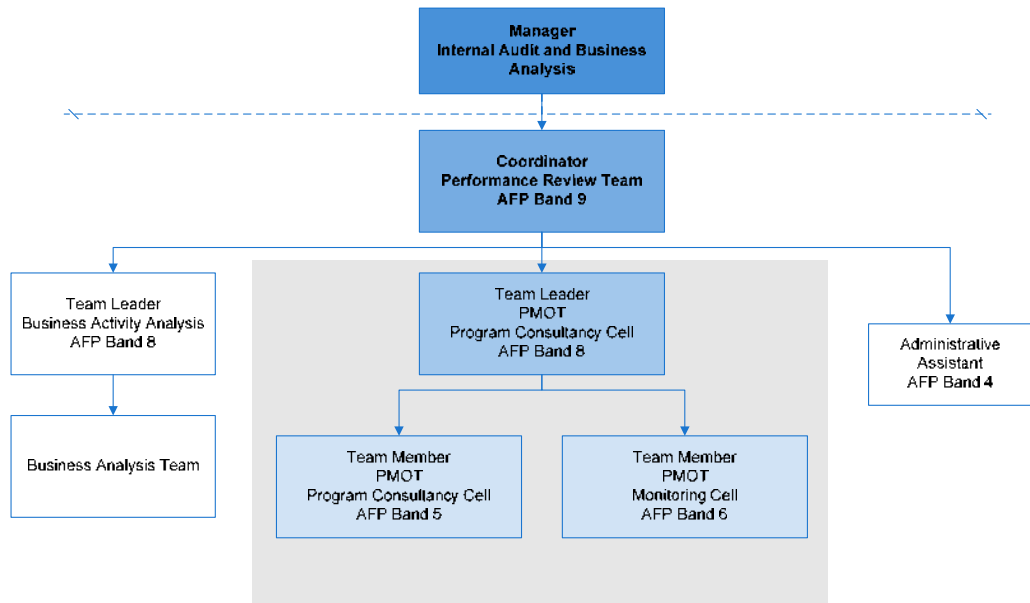 Manager
Internal Audit and Business
Analysis
Coordinator
Performance Review Team
AFP Band 9
Team Leader
Business Activity Analysis
AFP Band 8
Team Leader
PMOT
Program Consultancy Cell
AFP Band 8
Administrative
Assistant
AFP Band 4
Business Analysis Team
Team Member
PMOT
Program Consultancy Cell
AFP Band 5
Team Member
PMOT
Monitoring Cell
AFP Band 6